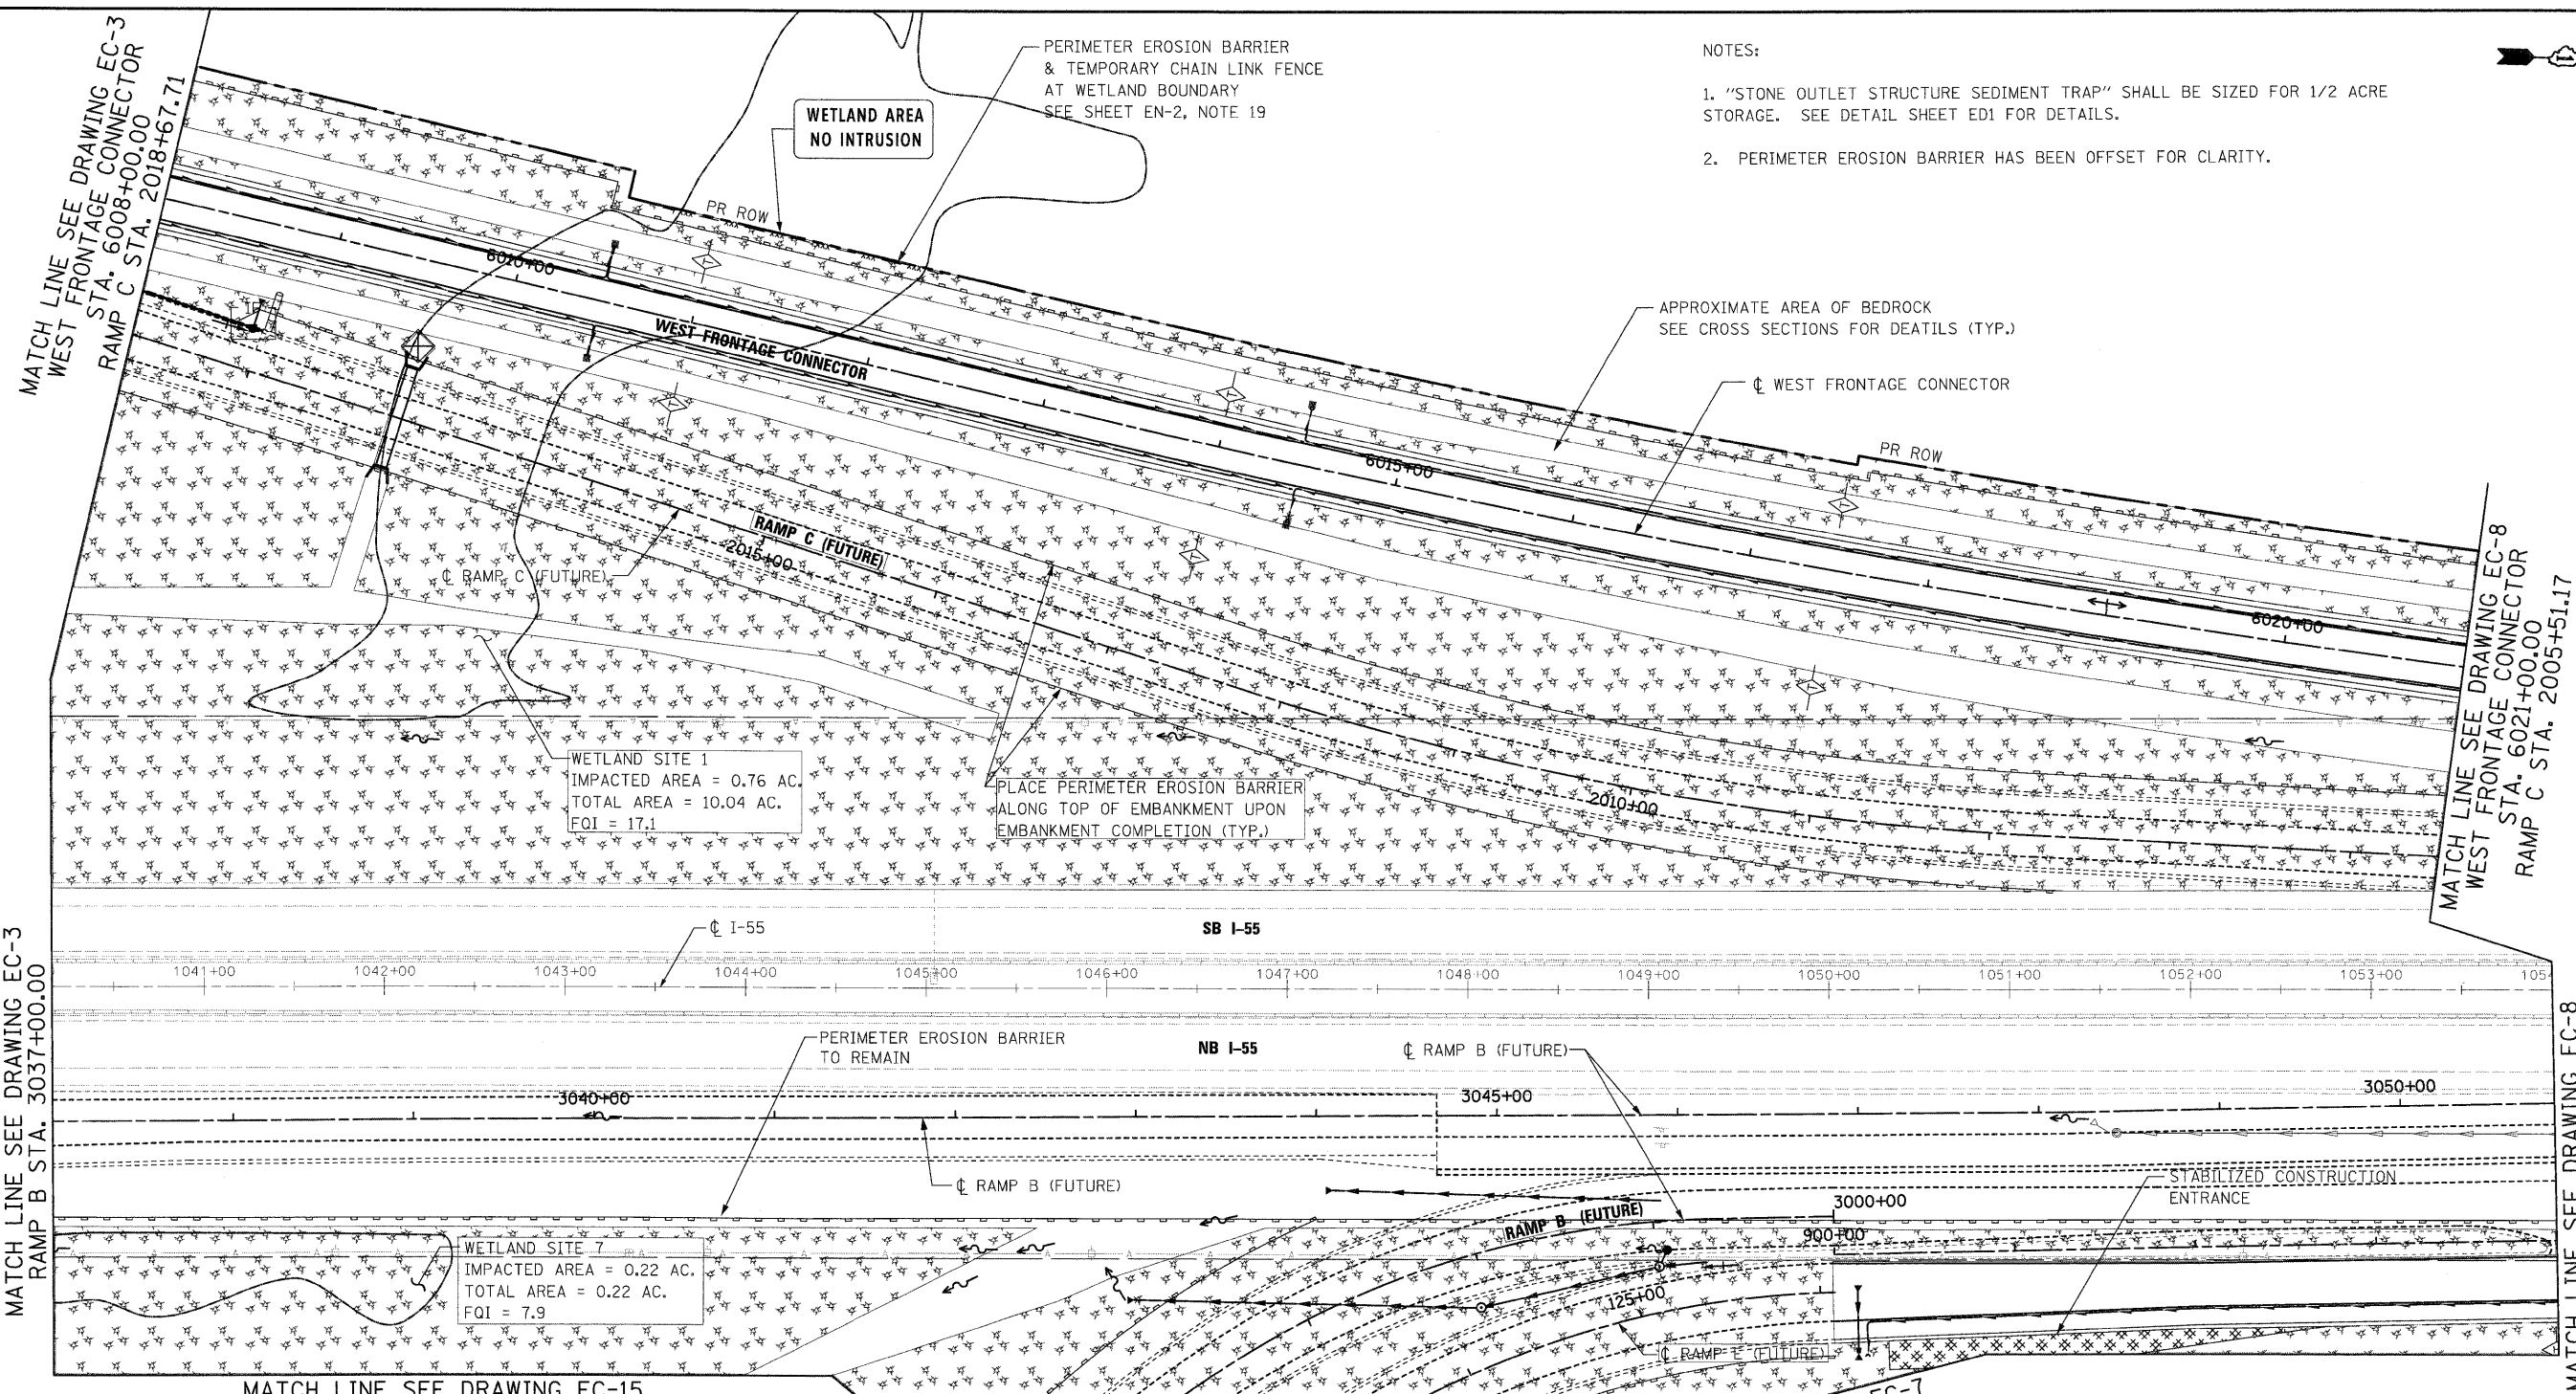 MATCH LINE SEE DRAWING EC-3
WEST FRONTAGE CONNECTOR
STA. 6008+00.00
RAMP C STA. 2018+67.71
WETLAND AREA
NO INTRUSION
PERIMETER EROSION BARRIER
& TEMPORARY CHAIN LINK FENCE
AT WETLAND BOUNDARY
SEE SHEET EN-2, NOTE 19
NOTES:
1. "STONE OUTLET STRUCTURE SEDIMENT TRAP" SHALL BE SIZED FOR 1/2 ACRE
STORAGE. SEE DETAIL SHEET ED1 FOR DETAILS.
2. PERIMETER EROSION BARRIER HAS BEEN OFFSET FOR CLARITY.
PR ROW
6010+00
WEST FRONTAGE CONNECTOR
APPROXIMATE AREA OF BEDROCK
SEE CROSS SECTIONS FOR DEATILS (TYP.)
℄ WEST FRONTAGE CONNECTOR
6015+00
PR ROW
6020+00
RAMP C (FUTURE)
2015+00
℄ RAMP C (FUTURE)
MATCH LINE SEE DRAWING EC-8
WEST FRONTAGE CONNECTOR
STA. 6021+00.00
RAMP C STA. 2005+51.17
WETLAND SITE 1
IMPACTED AREA = 0.76 AC.
TOTAL AREA = 10.04 AC.
FQI = 17.1
PLACE PERIMETER EROSION BARRIER
ALONG TOP OF EMBANKMENT UPON
EMBANKMENT COMPLETION (TYP.)
2010+00
℄ I-55
SB I-55
1041+00 1042+00 1043+00 1044+00 1045+00 1046+00 1047+00 1048+00 1049+00 1050+00 1051+00 1052+00 1053+00 1054
MATCH LINE SEE DRAWING EC-3
RAMP B STA. 3037+00.00
PERIMETER EROSION BARRIER
TO REMAIN
NB I-55
℄ RAMP B (FUTURE)
3040+00
3045+00
3050+00
℄ RAMP B (FUTURE)
STABILIZED CONSTRUCTION
ENTRANCE
3000+00
RAMP B (FUTURE)
900+00
WETLAND SITE 7
IMPACTED AREA = 0.22 AC.
TOTAL AREA = 0.22 AC.
FQI = 7.9
125+00
℄ RAMP E (FUTURE)
MATCH LINE SEE DRAWING EC-15
EC-7
MATCH LINE SEE DRAWING EC-8